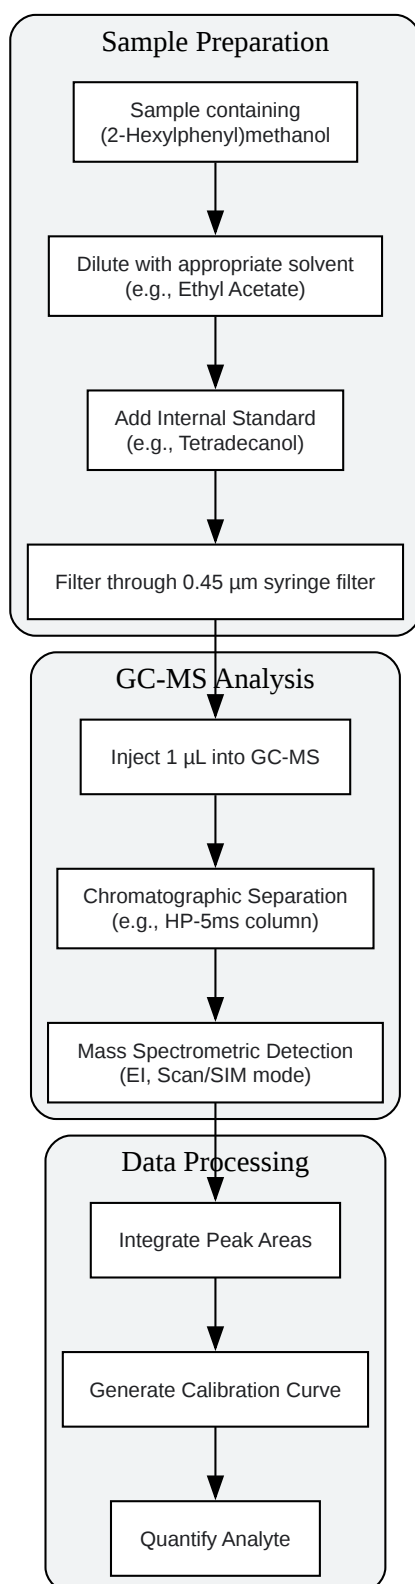 Sample Preparation
Sample containing
(2-Hexylphenyl)methanol
Dilute with appropriate solvent
(e.g., Ethyl Acetate)
Add Internal Standard
(e.g., Tetradecanol)
Filter through 0.45 µm syringe filter
GC-MS Analysis
Inject 1 µL into GC-MS
Chromatographic Separation
(e.g., HP-5ms column)
Mass Spectrometric Detection
(EI, Scan/SIM mode)
Data Processing
Integrate Peak Areas
Generate Calibration Curve
Quantify Analyte